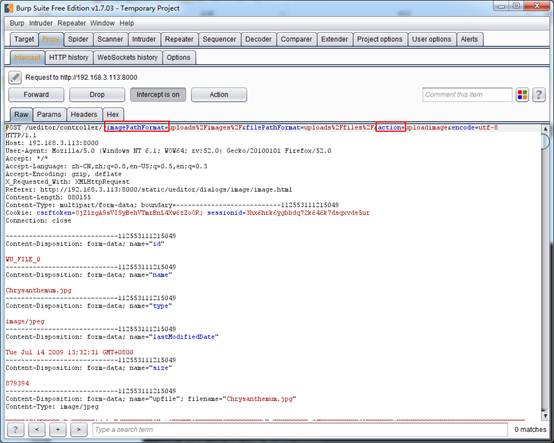 Burp Suite Free Edition v1.7.03 - Temporary Project
Burp Intruder Repeater Window Help
Target Proxy Spider Scanner Intruder Repeater Sequencer Decoder Comparer Extender Project options User options Alerts
Intercept HTTP history WebSockets history Options
Request to http://192.168.3.113:8000
Forward Drop Intercept is on Action Comment this item
Raw Params Headers Hex
POST /ueditor/controller/?imagePathFormat=uploads%2Fimages%2F&filePathFormat=uploads%2Ffiles%2F&action=uploadimage&encode=utf-8
HTTP/1.1
Host: 192.168.3.113:8000
User-Agent: Mozilla/5.0 (Windows NT 6.1; WOW64; rv:52.0) Gecko/20100101 Firefox/52.0
Accept: */*
Accept-Language: zh-CN,zh;q=0.8,en-US;q=0.5,en;q=0.3
Accept-Encoding: gzip, deflate
X_Requested_With: XMLHttpRequest
Referer: http://192.168.3.113:8000/static/ueditor/dialogs/image/image.html
Content-Length: 880155
Content-Type: multipart/form-data; boundary=---------------------------112553111215049
Connection: close
-----------------------------112553111215049
Content-Disposition: form-data; name="id"
WU_FILE_0
-----------------------------112553111215049
Content-Disposition: form-data; name="name"
Chrysanthemum.jpg
-----------------------------112553111215049
Content-Disposition: form-data; name="type"
image/jpeg
-----------------------------112553111215049
Content-Disposition: form-data; name="lastModifiedDate"
Tue Jul 14 2009 13:32:31 GMT+0800
-----------------------------112553111215049
Content-Disposition: form-data; name="size"
879394
-----------------------------112553111215049
Content-Disposition: form-data; name="upfile"; filename="Chrysanthemum.jpg"
Content-Type: image/jpeg
? < + > Type a search term 0 matches